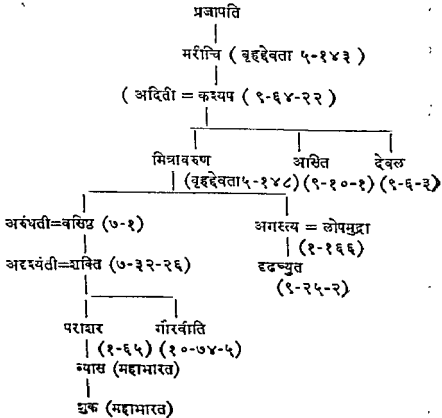 प्रजापति
मरीचि ( वृहद्देवता ५-१४३ )
( अदिती = कश्यप ( ९-६४-२२ )
मित्रावरुण आसित देवल
(वृहद्देवता५-१४८) (९-१०-१) (९-६-३)
अरुंधती=वसिष्ठ (७-१) अगस्त्य = लोपमुद्रा
(१-१६६)
अदृश्यंती=शक्ति (७-३२-२६) दृढच्युत
(९-२५-२)
पराशर गौरवीति
(१-६५) (१०-७४-५)
व्यास (महाभारत)
शुक (महाभारत)